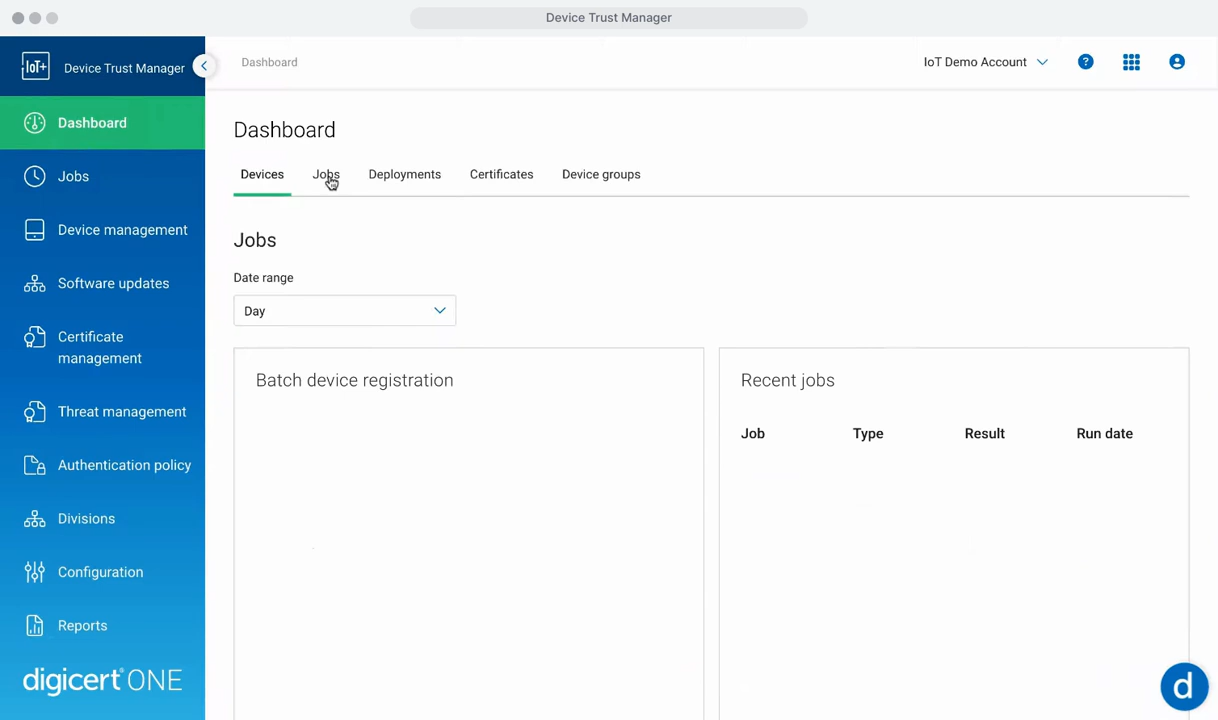 Device Trust Manager
IoT+
Device Trust Manager
Dashboard
IoT Demo Account
?
Dashboard
Jobs
Device management
Software updates
Certificate
management
Threat management
Authentication policy
Divisions
Configuration
Reports
digicert® ONE
Dashboard
Devices Jobs Deployments Certificates Device groups
Jobs
Date range
Day
Batch device registration
Recent jobs
Job Type Result Run date
d